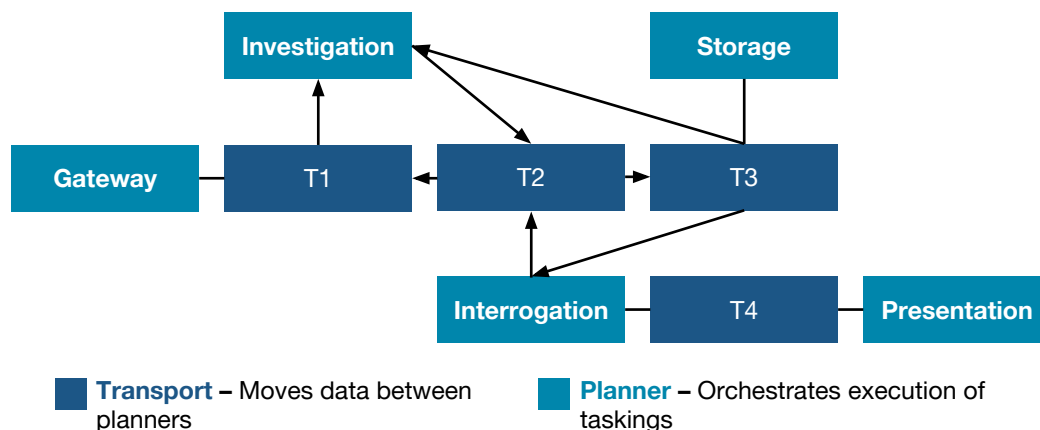 Investigation
Storage
Gateway
T1
T2
T3
Interrogation
T4
Presentation
Transport – Moves data between
planners
Planner – Orchestrates execution of
taskings